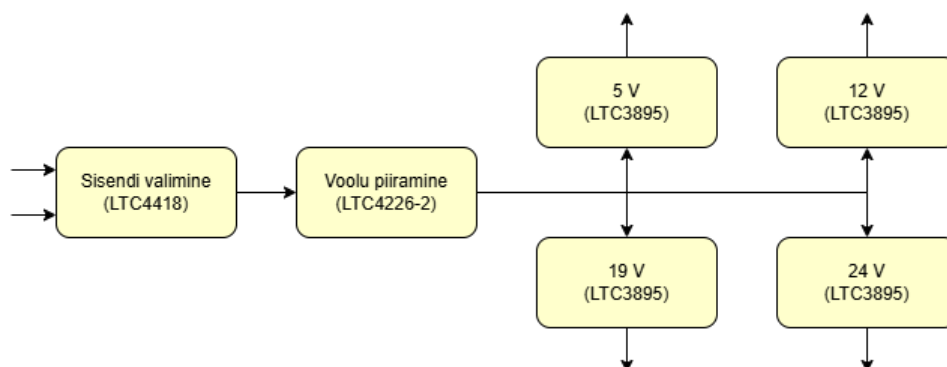 5 V
(LTC3895)
12 V
(LTC3895)
Sisendi valimine
(LTC4418)
Voolu piiramine
(LTC4226-2)
19 V
(LTC3895)
24 V
(LTC3895)